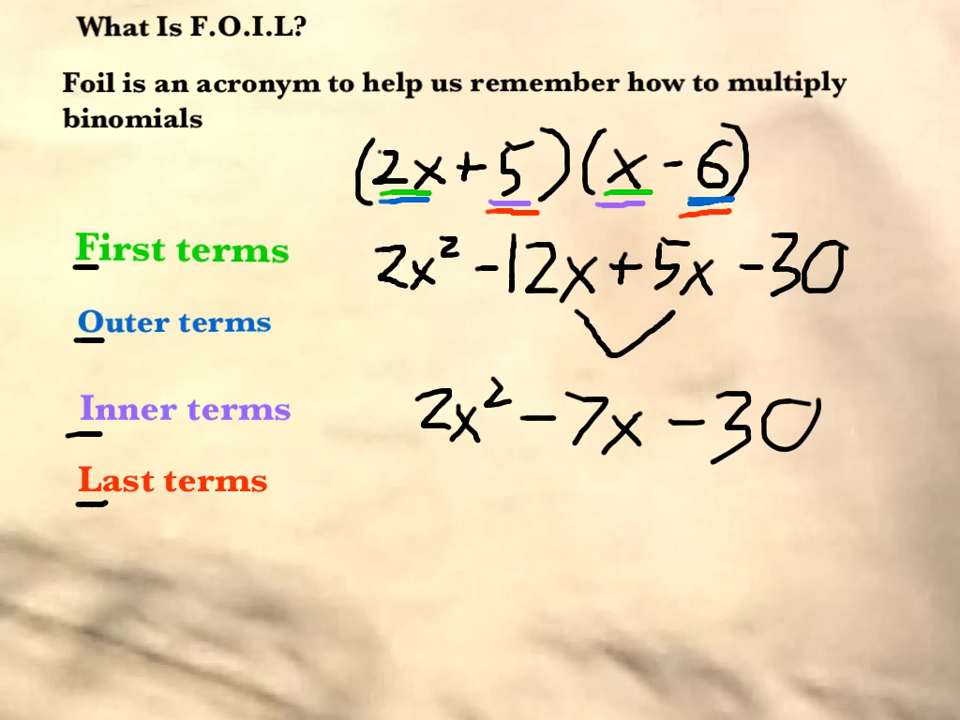 What Is F.O.I.L?
Foil is an acronym to help us remember how to multiply
binomials
(2x+5)(x-6)
First terms
2x²-12x+5x-30
Outer terms
Inner terms
2x²-7x-30
Last terms